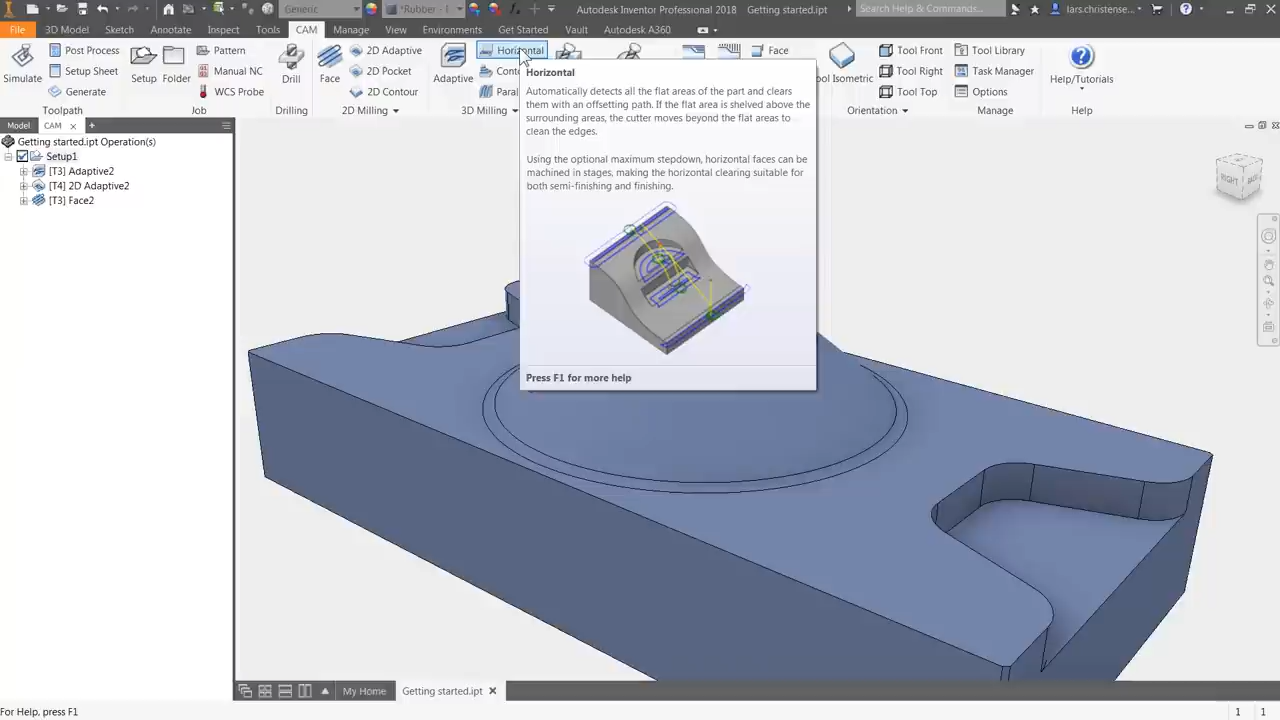 Generic
*Rubber -
Autodesk Inventor Professional 2018 Getting started.ipt
Search Help & Commands...
lars.christense...
File 3D Model Sketch Annotate Inspect Tools CAM Manage View Environments Get Started Vault Autodesk A360
Simulate
Post Process
Setup Sheet
Generate
Toolpath
Setup
Folder
Pattern
Manual NC
WCS Probe
Job
Drill
Drilling
Face
2D Adaptive
2D Pocket
2D Contour
2D Milling
Adaptive
Horizontal
3D Milling
Face
Tool Front
Tool Right
Tool Top
Orientation
Tool Library
Task Manager
Options
Manage
Help/Tutorials
Help
Horizontal
Automatically detects all the flat areas of the part and clears
them with an offsetting path. If the flat area is shelved above the
surrounding areas, the cutter moves beyond the flat areas to
clean the edges.
Using the optional maximum stepdown, horizontal faces can be
machined in stages, making the horizontal clearing suitable for
both semi-finishing and finishing.
Press F1 for more help
Model CAM
Getting started.ipt Operation(s)
Setup1
[T3] Adaptive2
[T4] 2D Adaptive2
[T3] Face2
RIGHT
My Home Getting started.ipt
For Help, press F1
1 1